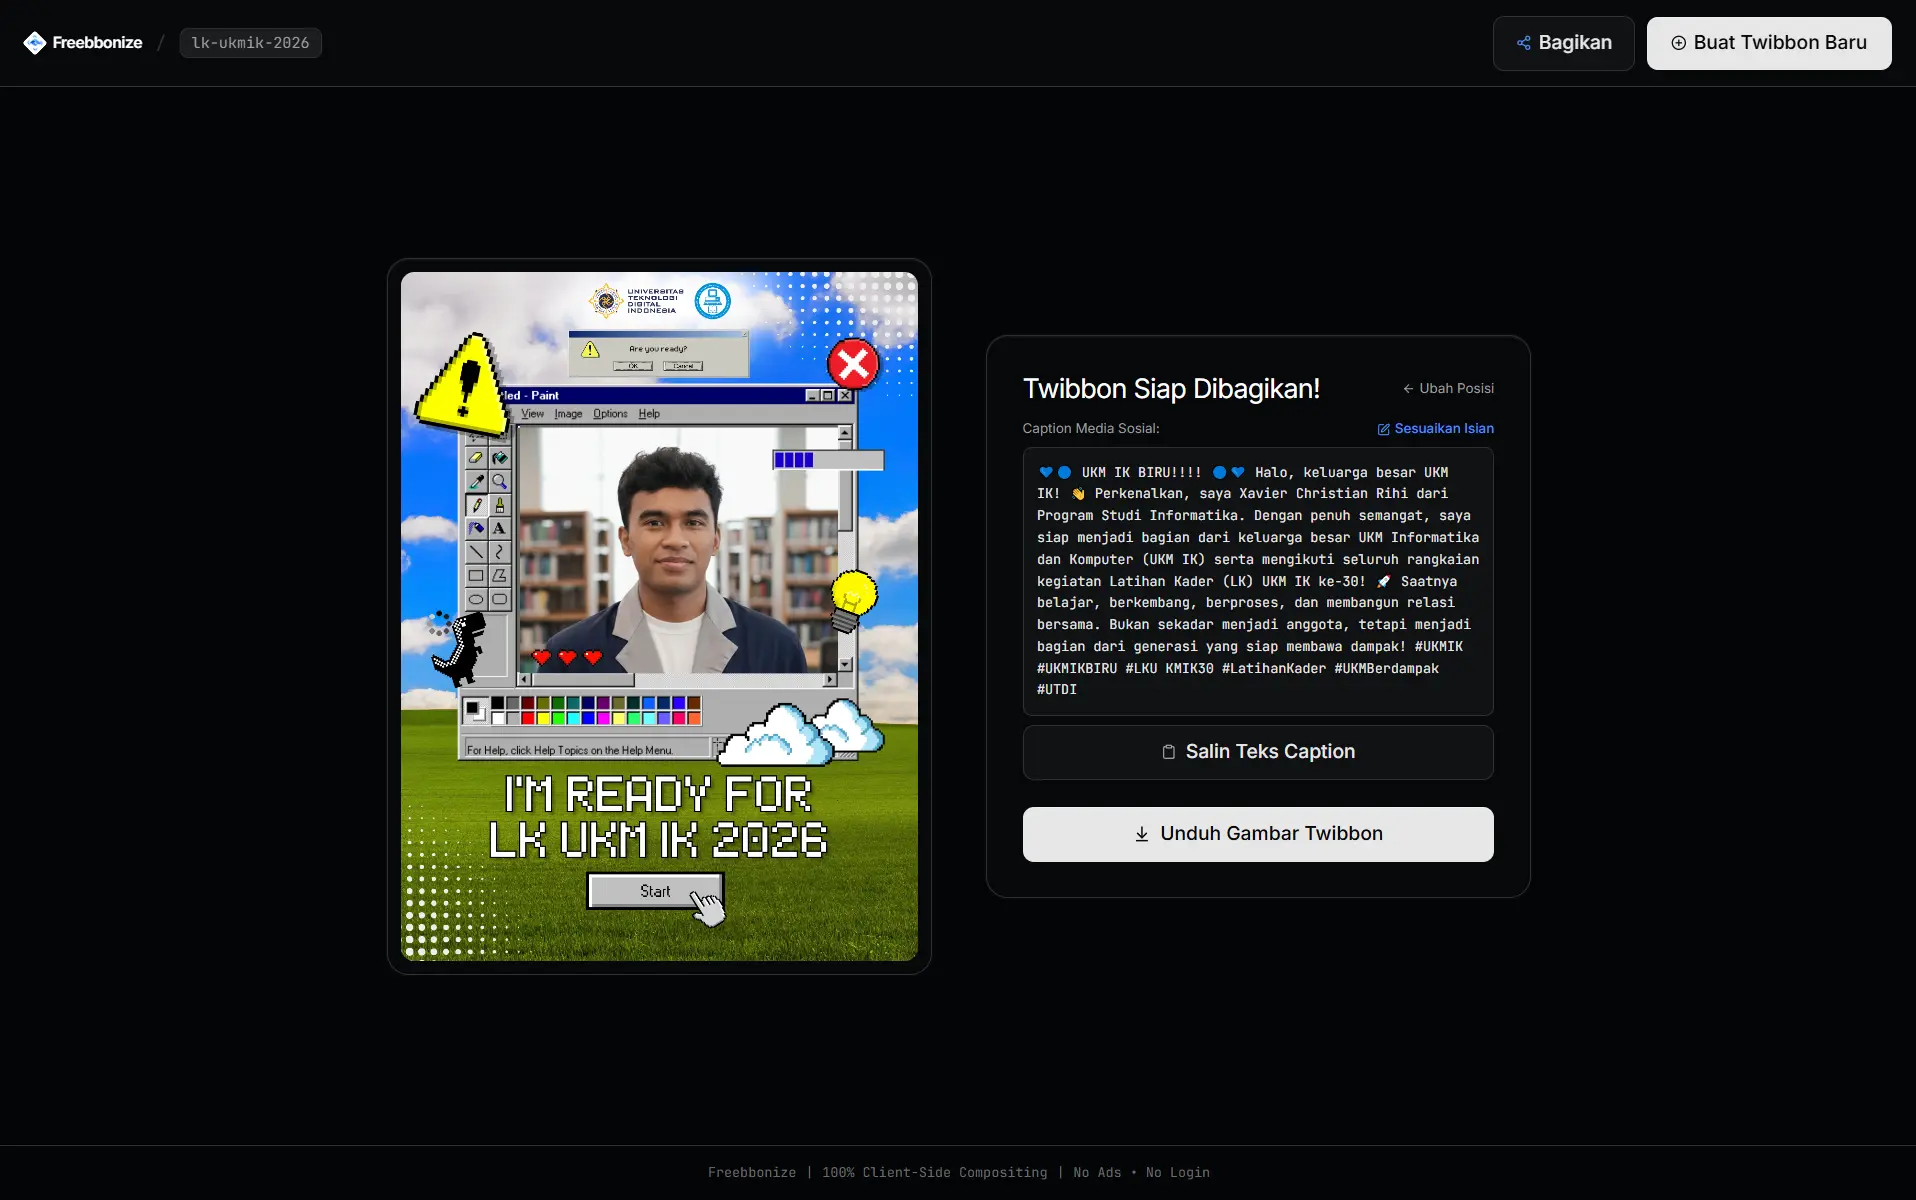 Freebbonize / lk-ukmik-2026
Bagikan
Buat Twibbon Baru
UNIVERSITAS
TEKNOLOGI
DIGITAL
INDONESIA
Are you ready?
OK Cancel
led - Paint
View Image Options Help
A
For Help, click Help Topics on the Help Menu.
I'M READY FOR
LK UKM IK 2026
Start
Twibbon Siap Dibagikan!
← Ubah Posisi
Caption Media Sosial:
Sesuaikan Isian
💙🔵 UKM IK BIRU!!!! 🔵💙 Halo, keluarga besar UKM
IK! 👋 Perkenalkan, saya Xavier Christian Rihi dari
Program Studi Informatika. Dengan penuh semangat, saya
siap menjadi bagian dari keluarga besar UKM Informatika
dan Komputer (UKM IK) serta mengikuti seluruh rangkaian
kegiatan Latihan Kader (LK) UKM IK ke-30! 🚀 Saatnya
belajar, berkembang, berproses, dan membangun relasi
bersama. Bukan sekadar menjadi anggota, tetapi menjadi
bagian dari generasi yang siap membawa dampak! #UKMIK
#UKMIKBIRU #LKU KMIK30 #LatihanKader #UKMBerdampak
#UTDI
Salin Teks Caption
Unduh Gambar Twibbon
Freebbonize | 100% Client-Side Compositing | No Ads • No Login